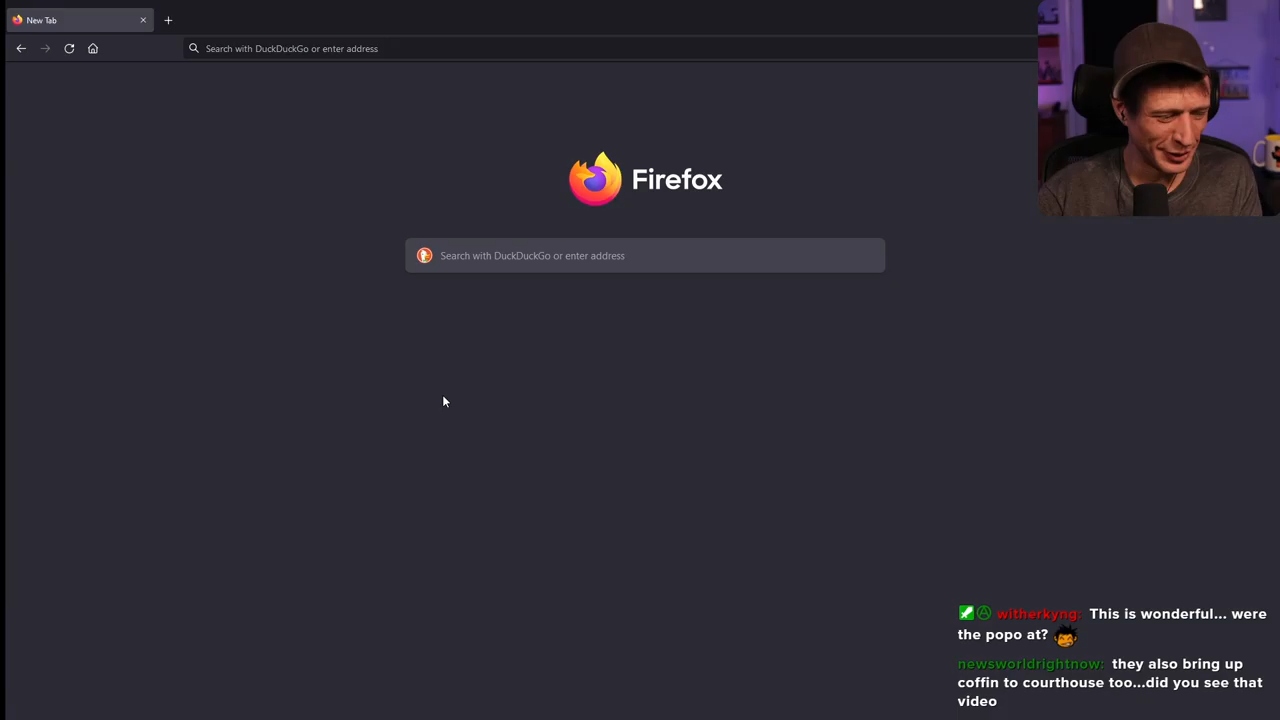 New Tab
Search with DuckDuckGo or enter address
Firefox
Search with DuckDuckGo or enter address
witherkyng: This is wonderful... were
the popo at?
newsworldrightnow: they also bring up
coffin to courthouse too...did you see that
video